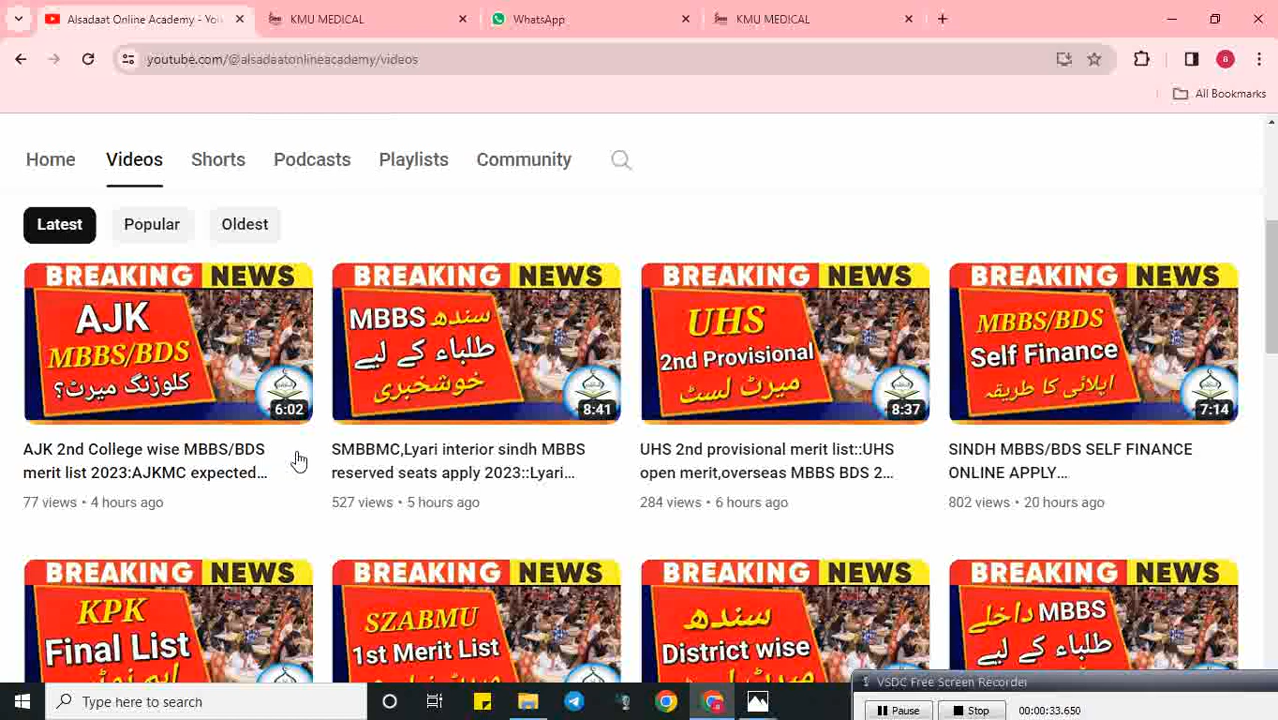 Alsadaat Online Academy - You
KMU MEDICAL
WhatsApp
KMU MEDICAL
youtube.com/@alsadaatonlineacademy/videos
8
All Bookmarks
Home
Videos
Shorts
Podcasts
Playlists
Community
Latest
Popular
Oldest
BREAKING NEWS
AJK
MBBS/BDS
کلوزنگ میرٹ؟
6:02
BREAKING NEWS
سندھ MBBS
طلباء کے لیے
خوشخبری
8:41
BREAKING NEWS
UHS
2nd Provisional
میرٹ لسٹ
8:37
BREAKING NEWS
MBBS/BDS
Self Finance
اپلائی کا طریقہ
7:14
AJK 2nd College wise MBBS/BDS
merit list 2023:AJKMC expected...
77 views • 4 hours ago
SMBBMC,Lyari interior sindh MBBS
reserved seats apply 2023::Lyari...
527 views • 5 hours ago
UHS 2nd provisional merit list::UHS
open merit,overseas MBBS BDS 2...
284 views • 6 hours ago
SINDH MBBS/BDS SELF FINANCE
ONLINE APPLY...
802 views • 20 hours ago
BREAKING NEWS
KPK
Final List
BREAKING NEWS
SZABMU
1st Merit List
BREAKING NEWS
سندھ
District wise
BREAKING NEWS
MBBS داخلے
طلباء کے لیے
Type here to search
VSDC Free Screen Recorder
Pause
Stop
00:00:33.650